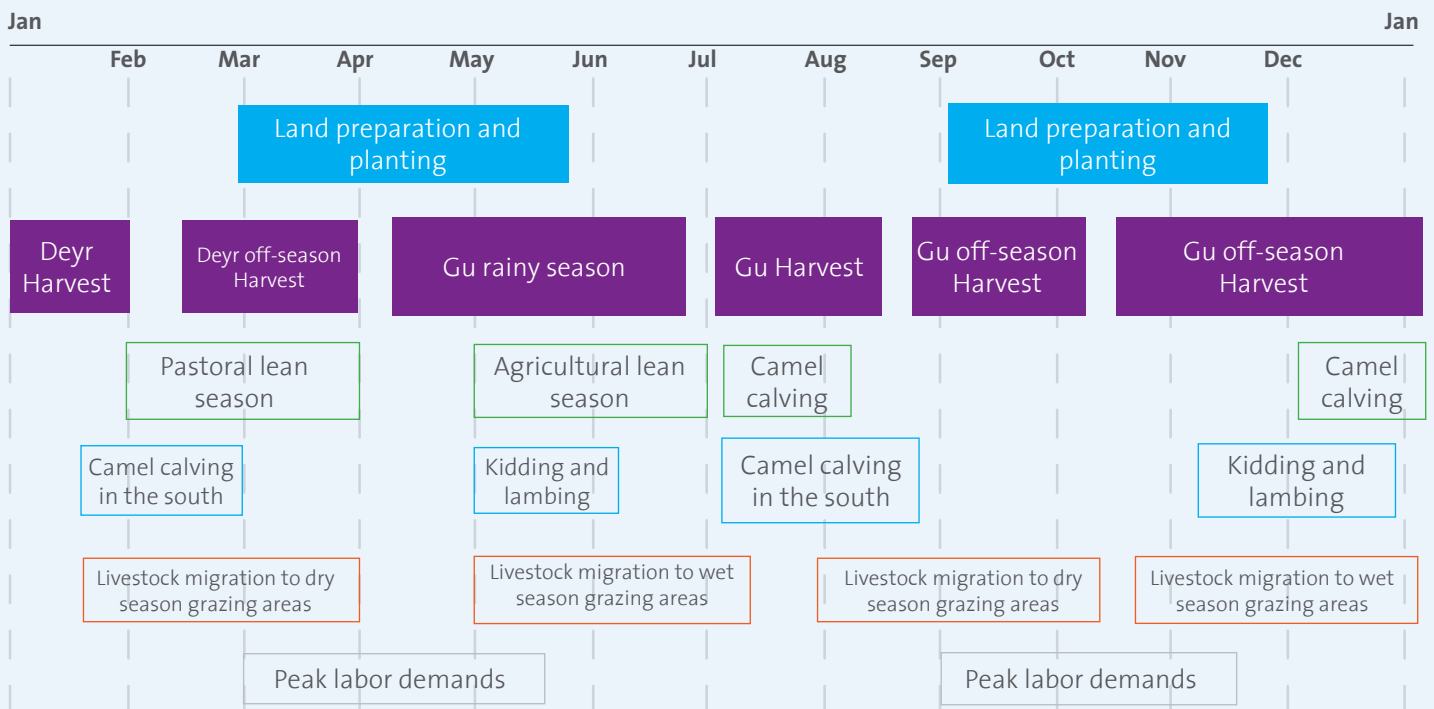 Jan
Jan
Feb
Mar
Apr
May
Jun
Jul
Aug
Sep
Oct
Nov
Dec
Land preparation and
planting
Land preparation and
planting
Deyr
Harvest
Deyr off-season
Harvest
Gu rainy season
Gu Harvest
Gu off-season
Harvest
Gu off-season
Harvest
Pastoral lean
season
Agricultural lean
season
Camel
calving
Camel
calving
Camel calving
in the south
Kidding and
lambing
Camel calving
in the south
Kidding and
lambing
Livestock migration to dry
season grazing areas
Livestock migration to wet
season grazing areas
Livestock migration to dry
season grazing areas
Livestock migration to wet
season grazing areas
Peak labor demands
Peak labor demands